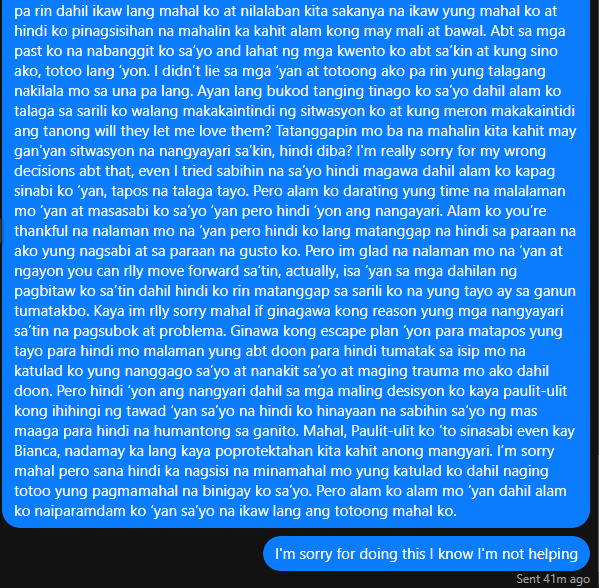 pa rin dahil ikaw lang mahal ko at nilalaban kita sakanya na ikaw yung mahal ko at
hindi ko pinagsisihan na mahalin ka kahit alam kong may mali at bawal. Abt sa mga
past ko na nabanggit ko sa'yo and lahat ng mga kwento ko abt sa'kin at kung sino
ako, totoo lang 'yon. I didn't lie sa mga 'yan at totoong ako pa rin yung talagang
nakilala mo sa una pa lang. Ayan lang bukod tanging tinago ko sa'yo dahil alam ko
talaga sa sarili ko walang makakaintindi ng sitwasyon ko at kung meron makakaintidi
ang tanong will they let me love them? Tatanggapin mo ba na mahalin kita kahit may
gan'yan sitwasyon na nangyayari sa'kin, hindi diba? I'm really sorry for my wrong
decisions abt that, even I tried sabihin na sa'yo hindi magawa dahil alam ko kapag
sinabi ko 'yan, tapos na talaga tayo. Pero alam ko darating yung time na malalaman
mo 'yan at masasabi ko sa'yo 'yan pero hindi 'yon ang nangayari. Alam ko you're
thankful na nalaman mo na 'yan pero hindi ko lang matanggap na hindi sa paraan na
ako yung nagsabi at sa paraan na gusto ko. Pero im glad na nalaman mo na 'yan at
ngayon you can rlly move forward sa'tin, actually, isa 'yan sa mga dahilan ng
pagbitaw ko sa'tin dahil hindi ko rin matanggap sa sarili ko na yung tayo ay sa ganun
tumatakbo. Kaya im rlly sorry mahal if ginagawa kong reason yung mga nangyayari
sa'tin na pagsubok at problema. Ginawa kong escape plan 'yon para matapos yung
tayo para hindi mo malaman yung abt doon para hindi tumatak sa isip mo na
katulad ko yung nanggago sa'yo at nanakit sa'yo at maging trauma mo ako dahil
doon. Pero hindi 'yon ang nangyari dahil sa mga maling desisyon ko kaya paulit-ulit
kong ihihingi ng tawad 'yan sa'yo na hindi ko hinayaan na sabihin sa'yo ng mas
maaga para hindi na humantong sa ganito. Mahal, Paulit-ulit ko 'to sinasabi even kay
Bianca, nadamay ka lang kaya poprotektahan kita kahit anong mangyari. I'm sorry
mahal pero sana hindi ka nagsisi na minamahal mo yung katulad ko dahil naging
totoo yung pagmamahal na binigay ko sa'yo. Pero alam ko alam mo 'yan dahil alam
ko naiparamdam ko 'yan sa'yo na ikaw lang ang totoong mahal ko.
I'm sorry for doing this I know I'm not helping
Sent 41m ago